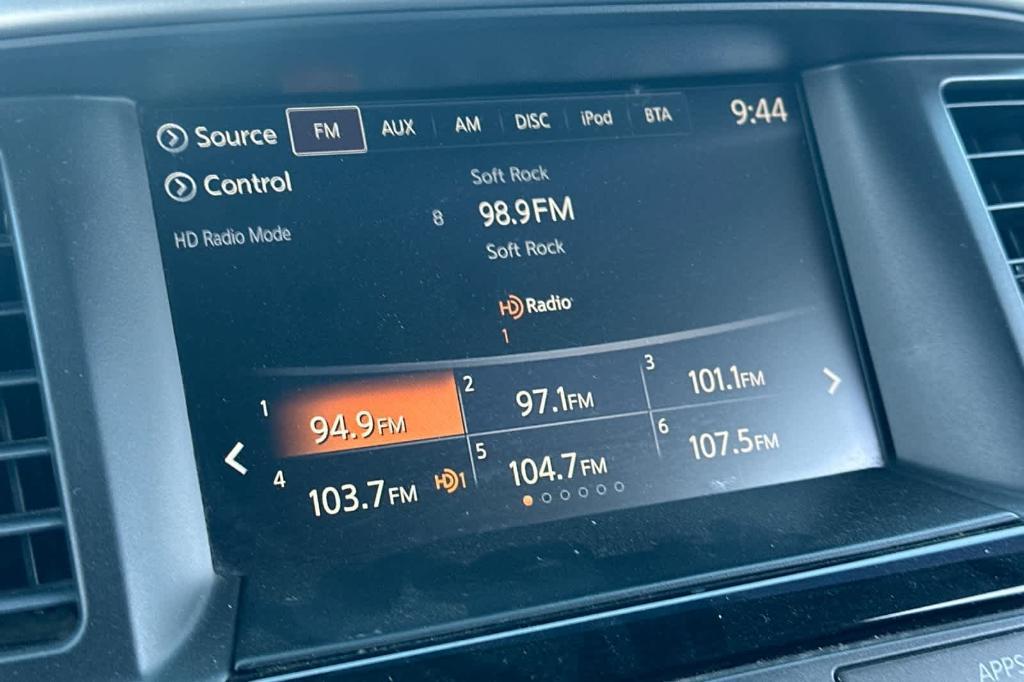 Source FM AUX AM DISC iPod BTA 9:44
Control
HD Radio Mode
Soft Rock
8 98.9FM
Soft Rock
HD Radio
1
1 94.9FM 2 97.1FM 3 101.1FM
4 103.7FM HD1 5 104.7FM 6 107.5FM
APPS